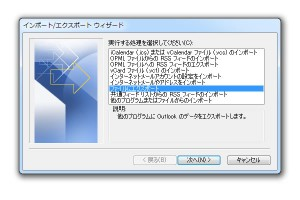 インポート/エクスポート ウィザード
実行する処理を選択してください(C):
iCalendar (.ics) または vCalendar ファイル (.vcs) のインポート
OPML ファイルからの RSS フィードのインポート
OPML ファイルへの RSS フィードのエクスポート
vCard ファイル (.vcf) のインポート
インターネット メール アカウントの設定をインポート
インターネット メールやアドレスをインポート
ファイルにエクスポート
共通フィード リストからの RSS フィードのインポート
他のプログラムまたはファイルからのインポート
説明:
他のプログラムに Outlook のデータをエクスポートします。
< 戻る(B)
次へ(N) >
キャンセル